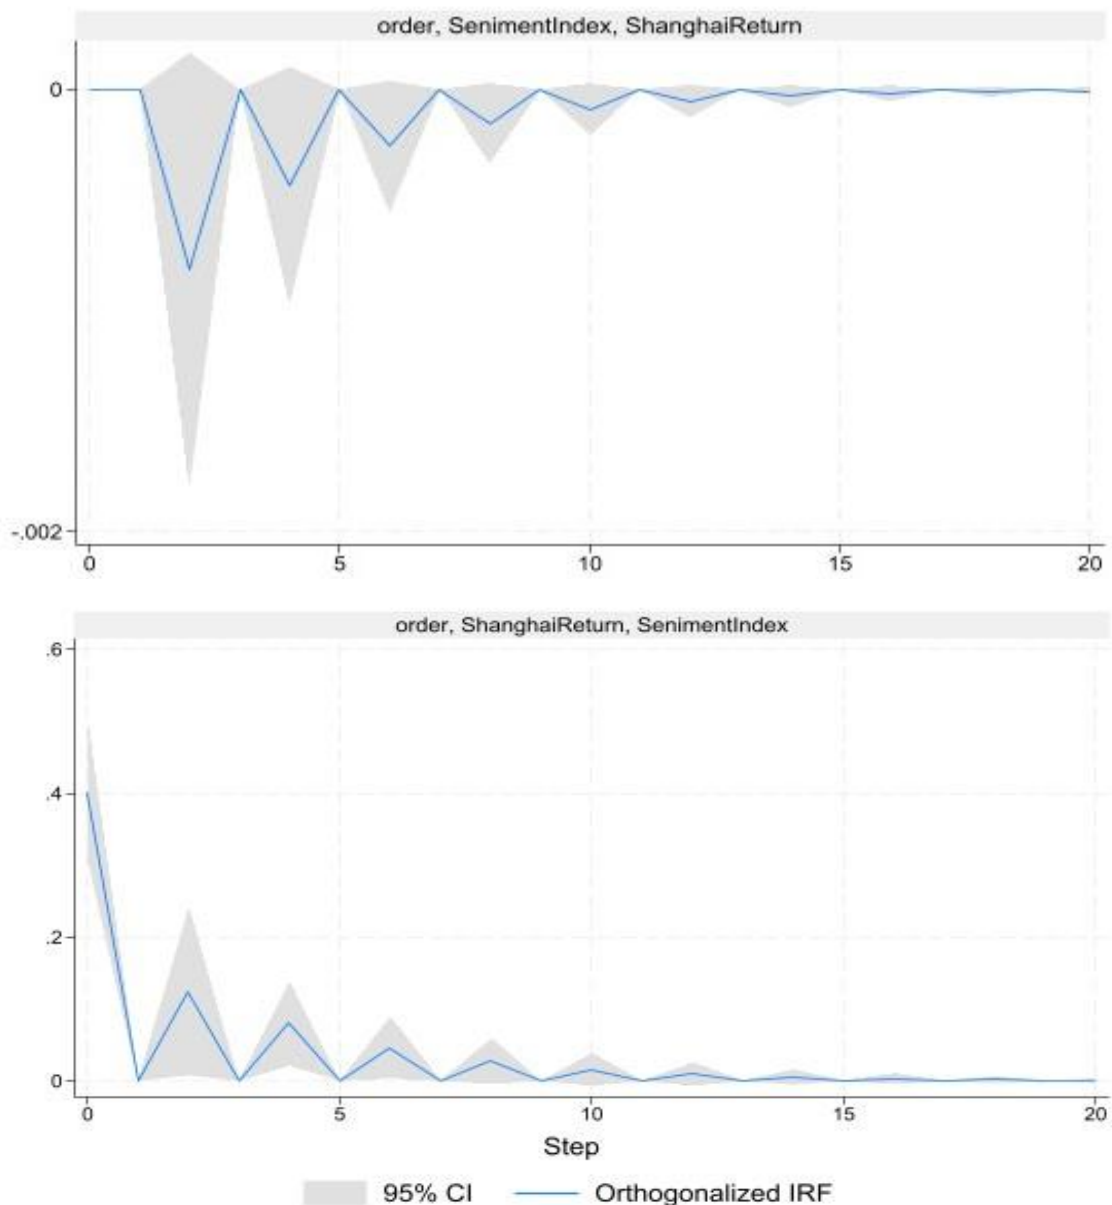 order, SenimentIndex, ShanghaiReturn
0
-.002
0 5 10 15 20
order, ShanghaiReturn, SenimentIndex
.6
.4
.2
0
0 5 10 15 20
Step
95% CI Orthogonalized IRF